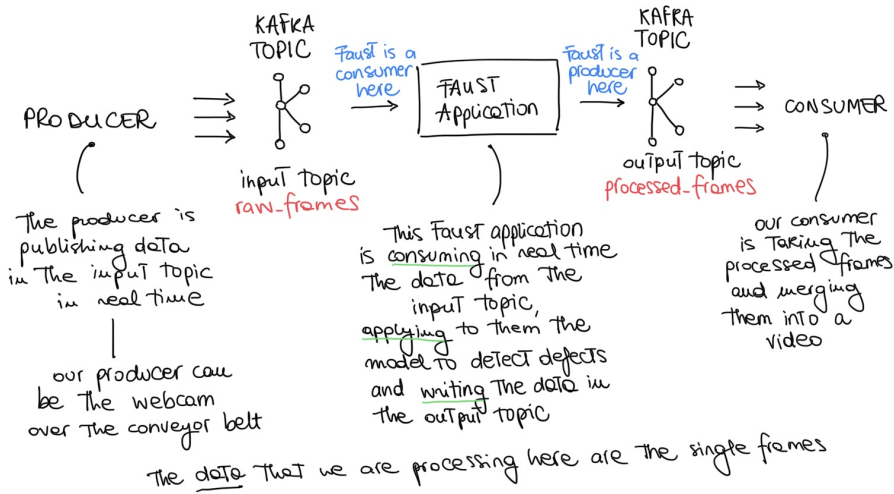 PRODUCER
KAFKA
TOPIC
input topic
raw_frames
Faust is a
consumer
here
FAUST
Application
Faust is a
producer
here
KAFKA
TOPIC
output topic
processed_frames
CONSUMER
The producer is
publishing data
in the input topic
in real time
our producer can
be the webcam
over the conveyor belt
This Faust application
is consuming in real time
the data from the
input topic,
applying to them the
model to detect defects
and writing the data in
the output topic
our consumer
is taking the
processed frames
and merging
them into a
video
The data that we are processing here are the single frames